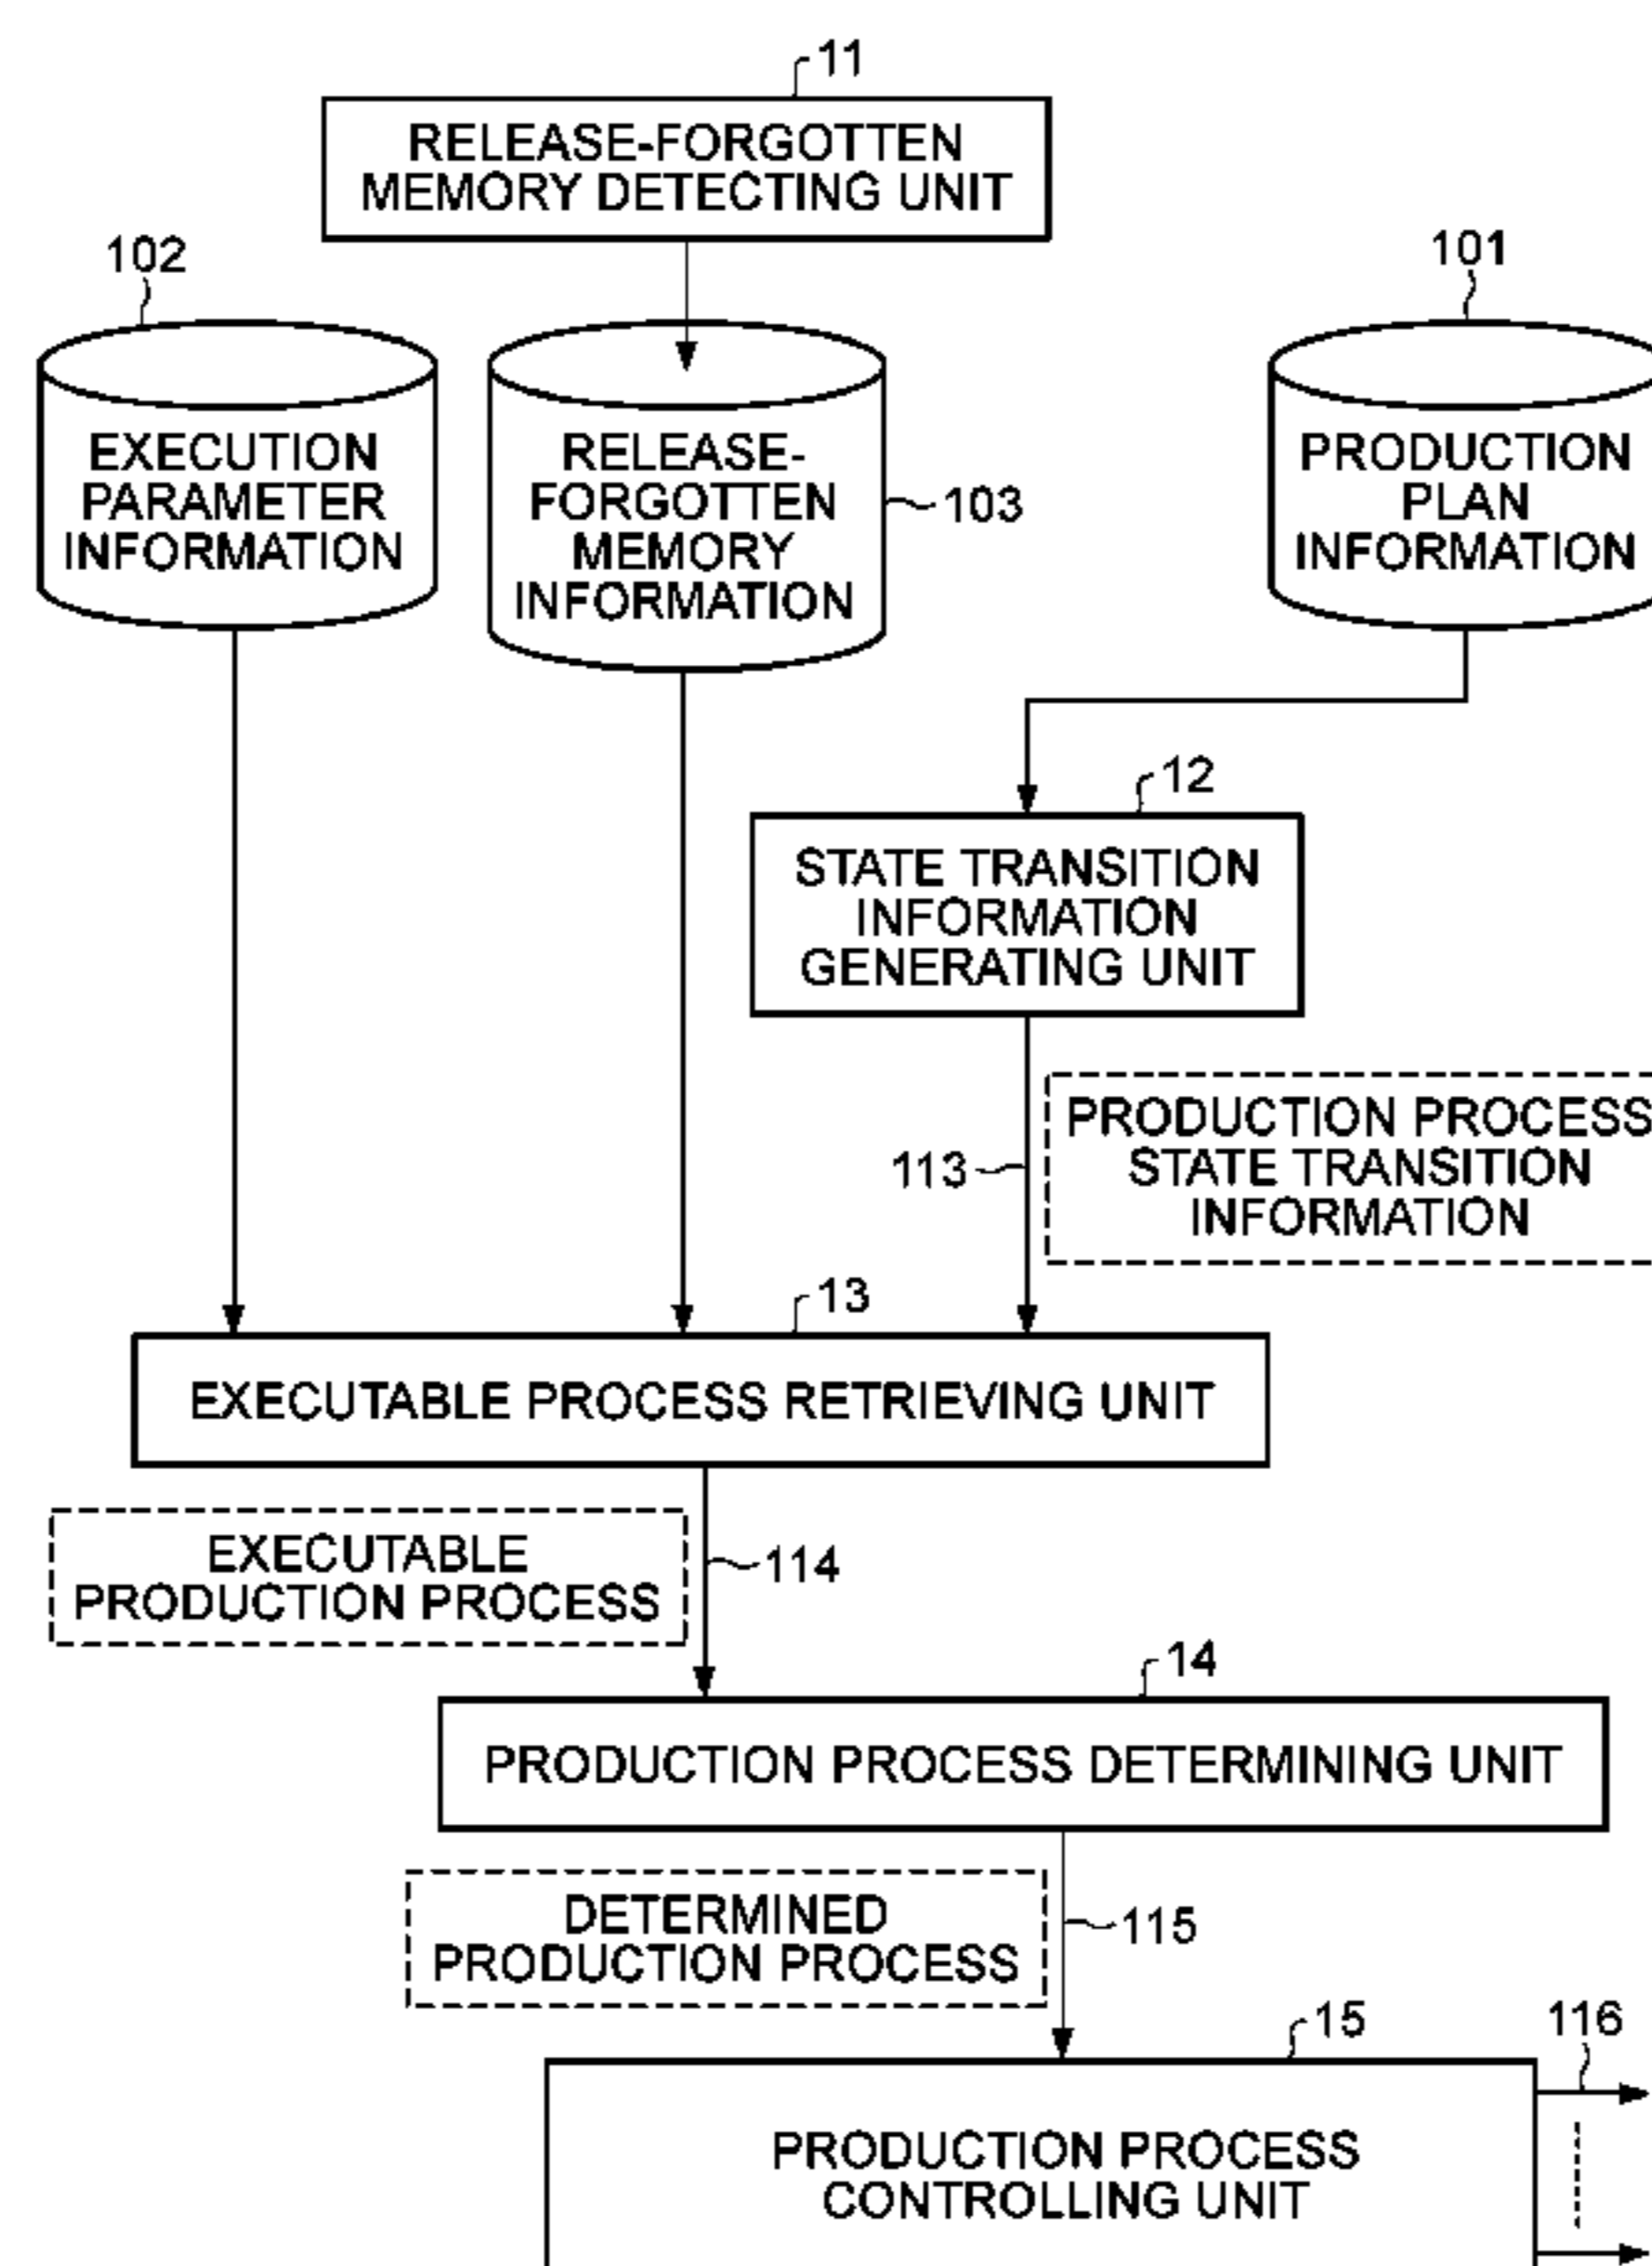 11
RELEASE-FORGOTTEN
MEMORY DETECTING UNIT
102
101
EXECUTION
PARAMETER
INFORMATION
RELEASE-
FORGOTTEN
MEMORY
INFORMATION
103
PRODUCTION
PLAN
INFORMATION
12
STATE TRANSITION
INFORMATION
GENERATING UNIT
113
PRODUCTION PROCESS
STATE TRANSITION
INFORMATION
13
EXECUTABLE PROCESS RETRIEVING UNIT
EXECUTABLE
PRODUCTION PROCESS
114
14
PRODUCTION PROCESS DETERMINING UNIT
DETERMINED
PRODUCTION PROCESS
115
15
116
PRODUCTION PROCESS
CONTROLLING UNIT